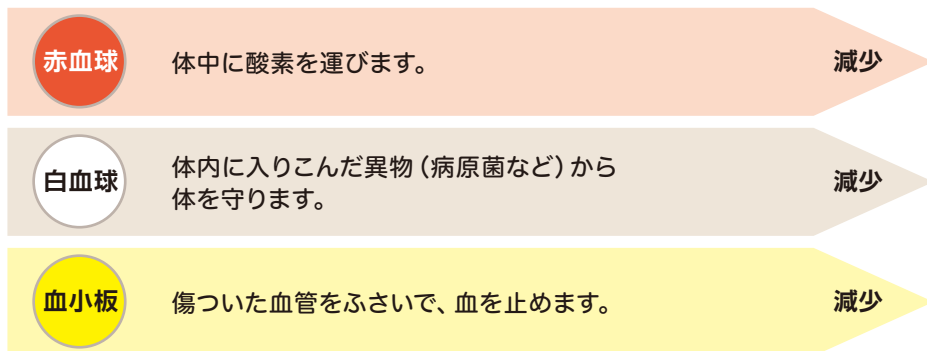 赤血球
体中に酸素を運びます。
減少
白血球
体内に入りこんだ異物（病原菌など）から
体を守ります。
減少
血小板
傷ついた血管をふさいで、血を止めます。
減少